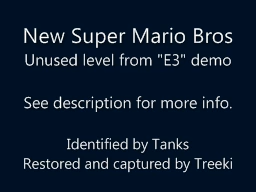 New Super Mario Bros
Unused level from "E3" demo
See description for more info.
Identified by Tanks
Restored and captured by Treeki